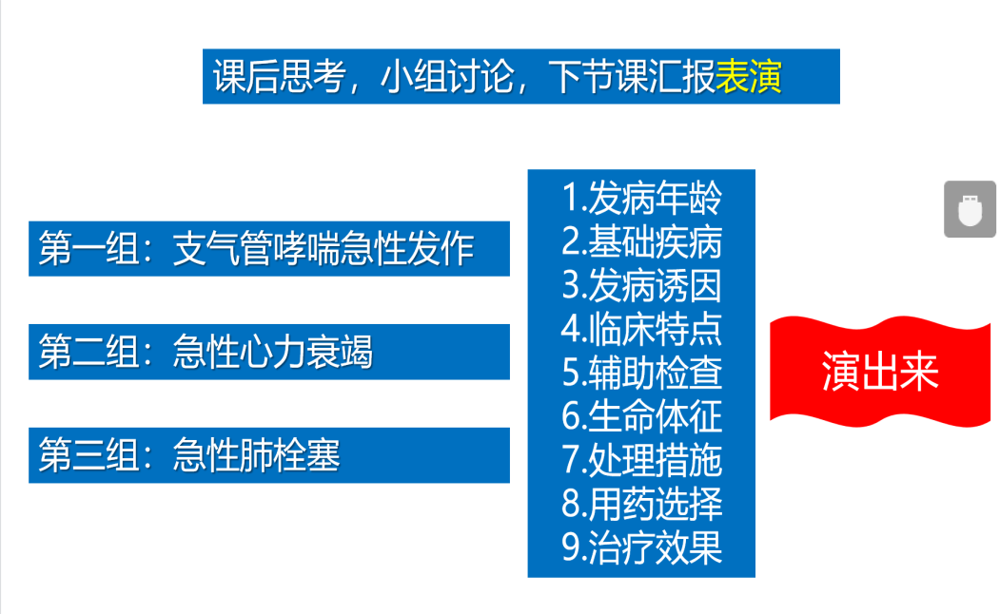 课后思考，小组讨论，下节课汇报表演
第一组：支气管哮喘急性发作
第二组：急性心力衰竭
第三组：急性肺栓塞
1.发病年龄
2.基础疾病
3.发病诱因
4.临床特点
5.辅助检查
6.生命体征
7.处理措施
8.用药选择
9.治疗效果
演出来